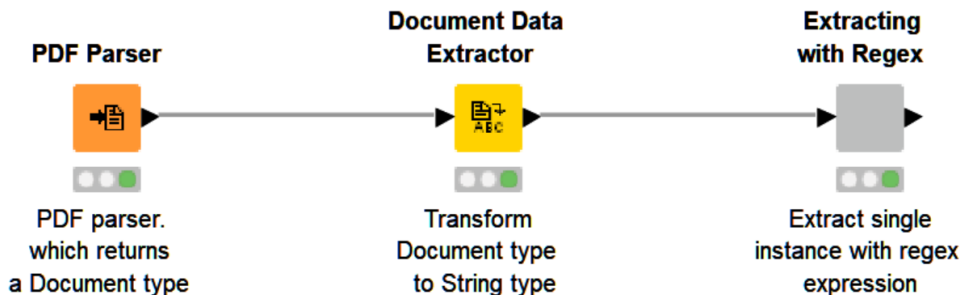 PDF Parser
Document Data
Extractor
Extracting
with Regex
ABC
PDF parser.
which returns
a Document type
Transform
Document type
to String type
Extract single
instance with regex
expression